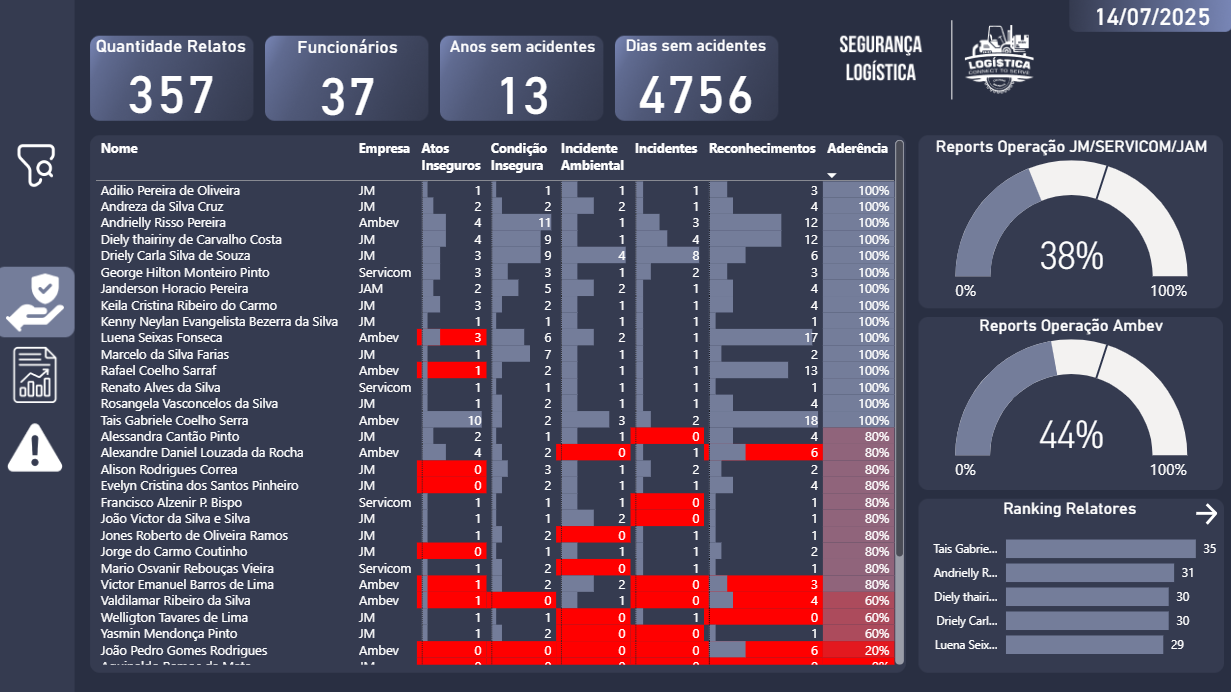 14/07/2025
Quantidade Relatos
357
Funcionários
37
Anos sem acidentes
13
Dias sem acidentes
4756
SEGURANÇA
LOGÍSTICA
LOGÍSTICA
CONNECT TO SERVE
Nome Empresa Atos Inseguros Condição Insegura Incidente Ambiental Incidentes Reconhecimentos Aderência
Adilio Pereira de Oliveira JM 1 1 1 1 3 100%
Andreza da Silva Cruz JM 2 2 2 1 4 100%
Andrielly Risso Pereira Ambev 4 11 1 3 12 100%
Diely thairiny de Carvalho Costa JM 4 9 1 4 12 100%
Driely Carla Silva de Souza JM 3 9 4 8 6 100%
George Hilton Monteiro Pinto Servicom 3 3 1 2 3 100%
Janderson Horacio Pereira JAM 2 5 2 1 4 100%
Keila Cristina Ribeiro do Carmo JM 3 2 1 1 4 100%
Kenny Neylan Evangelista Bezerra da Silva JM 1 1 1 1 1 100%
Luena Seixas Fonseca Ambev 3 6 2 1 17 100%
Marcelo da Silva Farias JM 1 7 1 1 2 100%
Rafael Coelho Sarraf Ambev 1 2 1 1 13 100%
Renato Alves da Silva Servicom 1 1 1 1 1 100%
Rosangela Vasconcelos da Silva JM 1 2 1 1 4 100%
Tais Gabriele Coelho Serra Ambev 10 2 3 2 18 100%
Alessandra Cantão Pinto JM 2 1 1 0 4 80%
Alexandre Daniel Louzada da Rocha Ambev 4 2 0 1 6 80%
Alison Rodrigues Correa JM 0 3 1 2 2 80%
Evelyn Cristina dos Santos Pinheiro JM 0 2 1 1 4 80%
Francisco Alzenir P. Bispo Servicom 1 1 1 0 1 80%
João Victor da Silva e Silva JM 1 1 2 0 1 80%
Jones Roberto de Oliveira Ramos JM 1 2 0 1 1 80%
Jorge do Carmo Coutinho JM 0 1 1 1 2 80%
Mario Osvanir Rebouças Vieira Servicom 1 2 0 1 1 80%
Victor Emanuel Barros de Lima Ambev 1 2 2 0 3 80%
Valdilamar Ribeiro da Silva Ambev 1 0 1 0 4 60%
Welligton Tavares de Lima JM 1 1 0 1 0 60%
Yasmin Mendonça Pinto JM 1 2 0 0 1 60%
João Pedro Gomes Rodrigues Ambev 0 0 0 0 6 20%
Reports Operação JM/SERVICOM/JAM
38%
0% 100%
Reports Operação Ambev
44%
0% 100%
Ranking Relatores
Tais Gabrie... 35
Andrielly R... 31
Diely thairi... 30
Driely Carl... 30
Luena Seix... 29